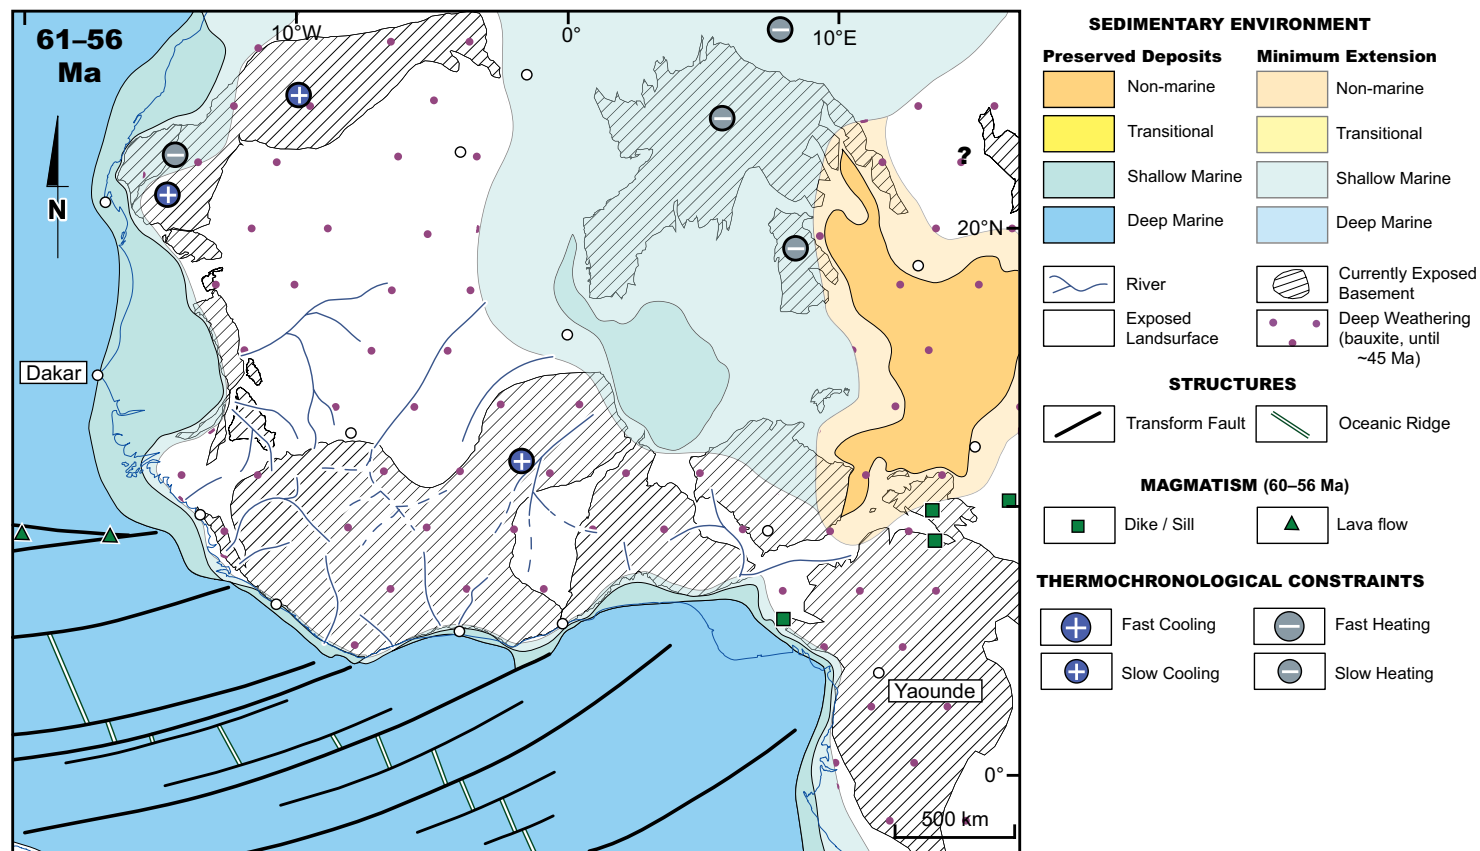 61–56
Ma
10°W
0°
10°E
N
?
20°N
Dakar
Yaounde
0°
500 km
SEDIMENTARY ENVIRONMENT
Preserved Deposits
Minimum Extension
Non-marine
Non-marine
Transitional
Transitional
Shallow Marine
Shallow Marine
Deep Marine
Deep Marine
River
Currently Exposed
Basement
Exposed
Landsurface
Deep Weathering
(bauxite, until
~45 Ma)
STRUCTURES
Transform Fault
Oceanic Ridge
MAGMATISM (60–56 Ma)
Dike / Sill
Lava flow
THERMOCHRONOLOGICAL CONSTRAINTS
Fast Cooling
Fast Heating
Slow Cooling
Slow Heating